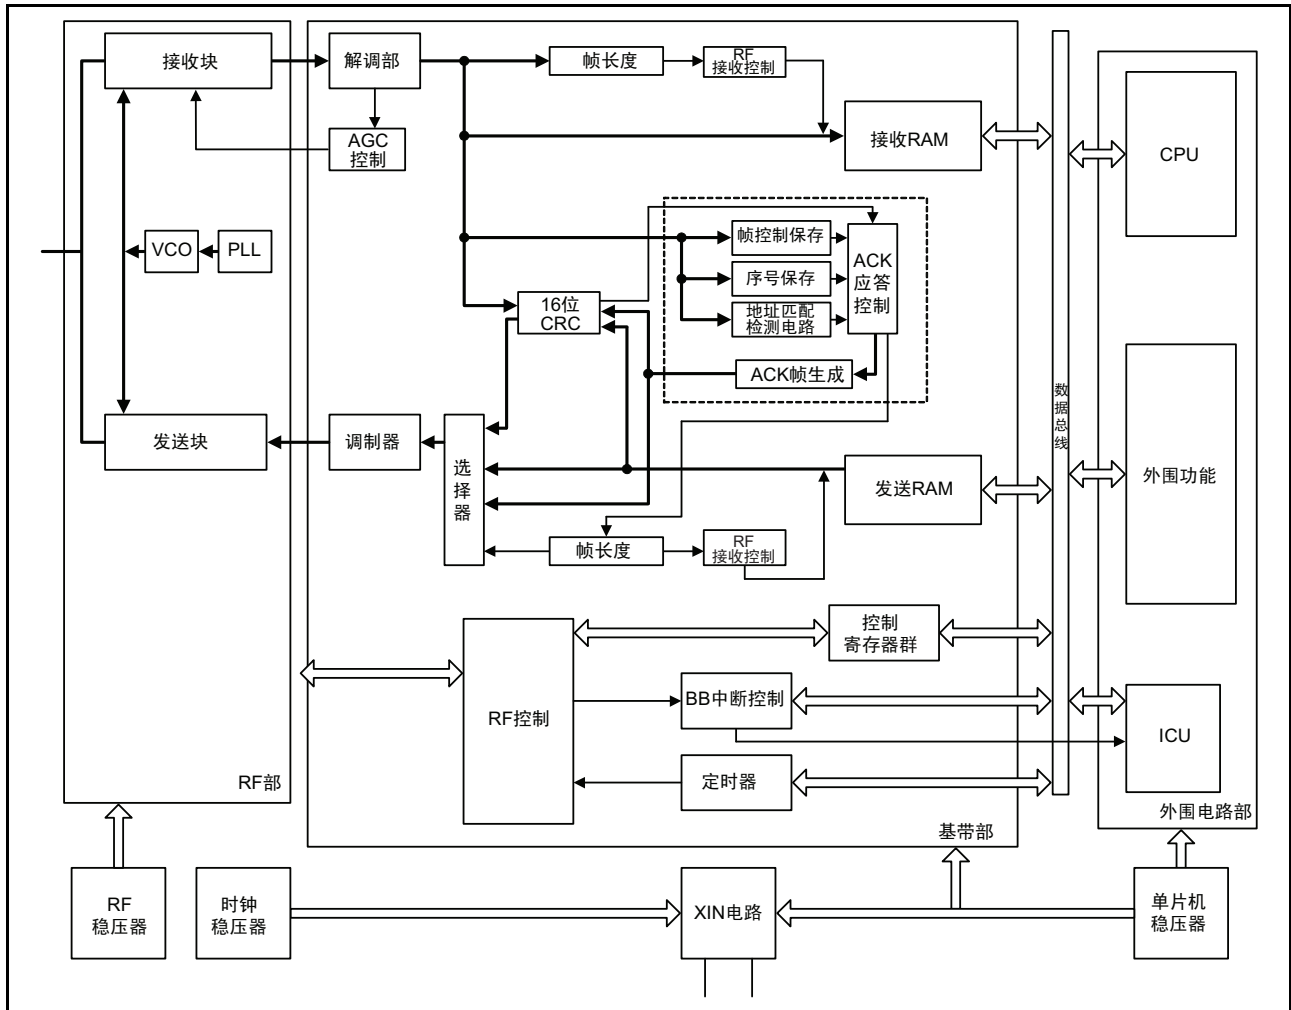 接收块
解调部
帧长度
RF
接收控制
AGC
控制
接收RAM
CPU
VCO
PLL
帧控制保存
序号保存
地址匹配
检测电路
ACK
应答
控制
16位
CRC
ACK帧生成
数
据
总
线
发送块
调制器
选
择
器
发送RAM
外围功能
帧长度
RF
接收控制
控制
寄存器群
RF控制
BB中断控制
ICU
定时器
RF部
基带部
外围电路部
RF
稳压器
时钟
稳压器
XIN电路
单片机
稳压器